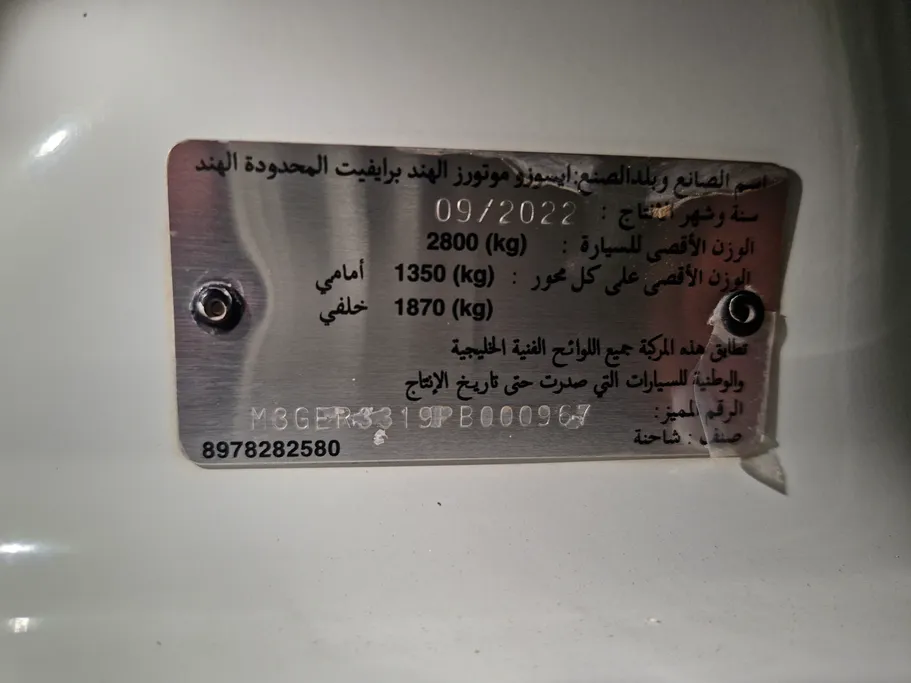 اسم الصانع وبلدالصنع:ايسوزو موتورز الهند برايفيت المحدودة الهند
سنة وشهر الإنتاج : 09/2022
الوزن الأقصى للسيارة : 2800 (kg)
الوزن الأقصى على كل محور : 1350 (kg) أمامي
1870 (kg) خلفي
تطابق هذه المركبة جميع اللوائح الفنية الخليجية
والوطنية للسيارات التي صدرت حتى تاريخ الإنتاج
الرقم المميز: M3GER3319PB000967
صنف : شاحنة
8978282580